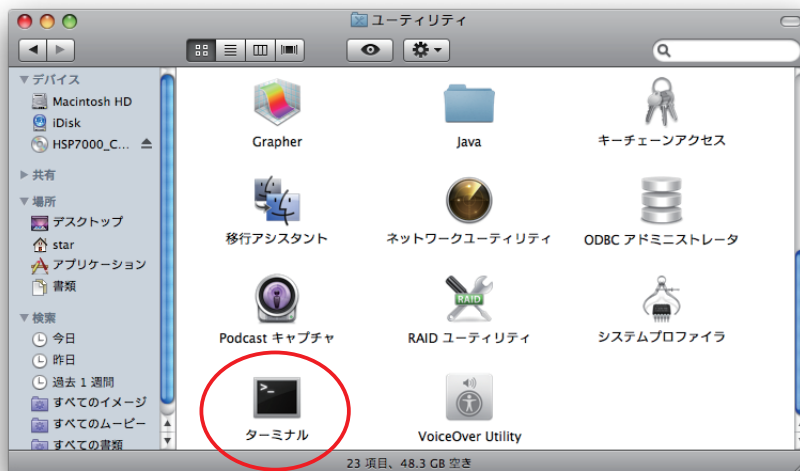 ユーティリティ
デバイス
Macintosh HD
iDisk
HSP7000_C...
共有
場所
デスクトップ
star
アプリケーション
書類
検索
今日
昨日
過去 1 週間
すべてのイメージ
すべてのムービー
すべての書類
Grapher
Java
キーチェーンアクセス
移行アシスタント
ネットワークユーティリティ
ODBC アドミニストレータ
Podcast キャプチャ
RAID
RAID ユーティリティ
システムプロファイラ
>_
ターミナル
VoiceOver Utility
23 項目、48.3 GB 空き